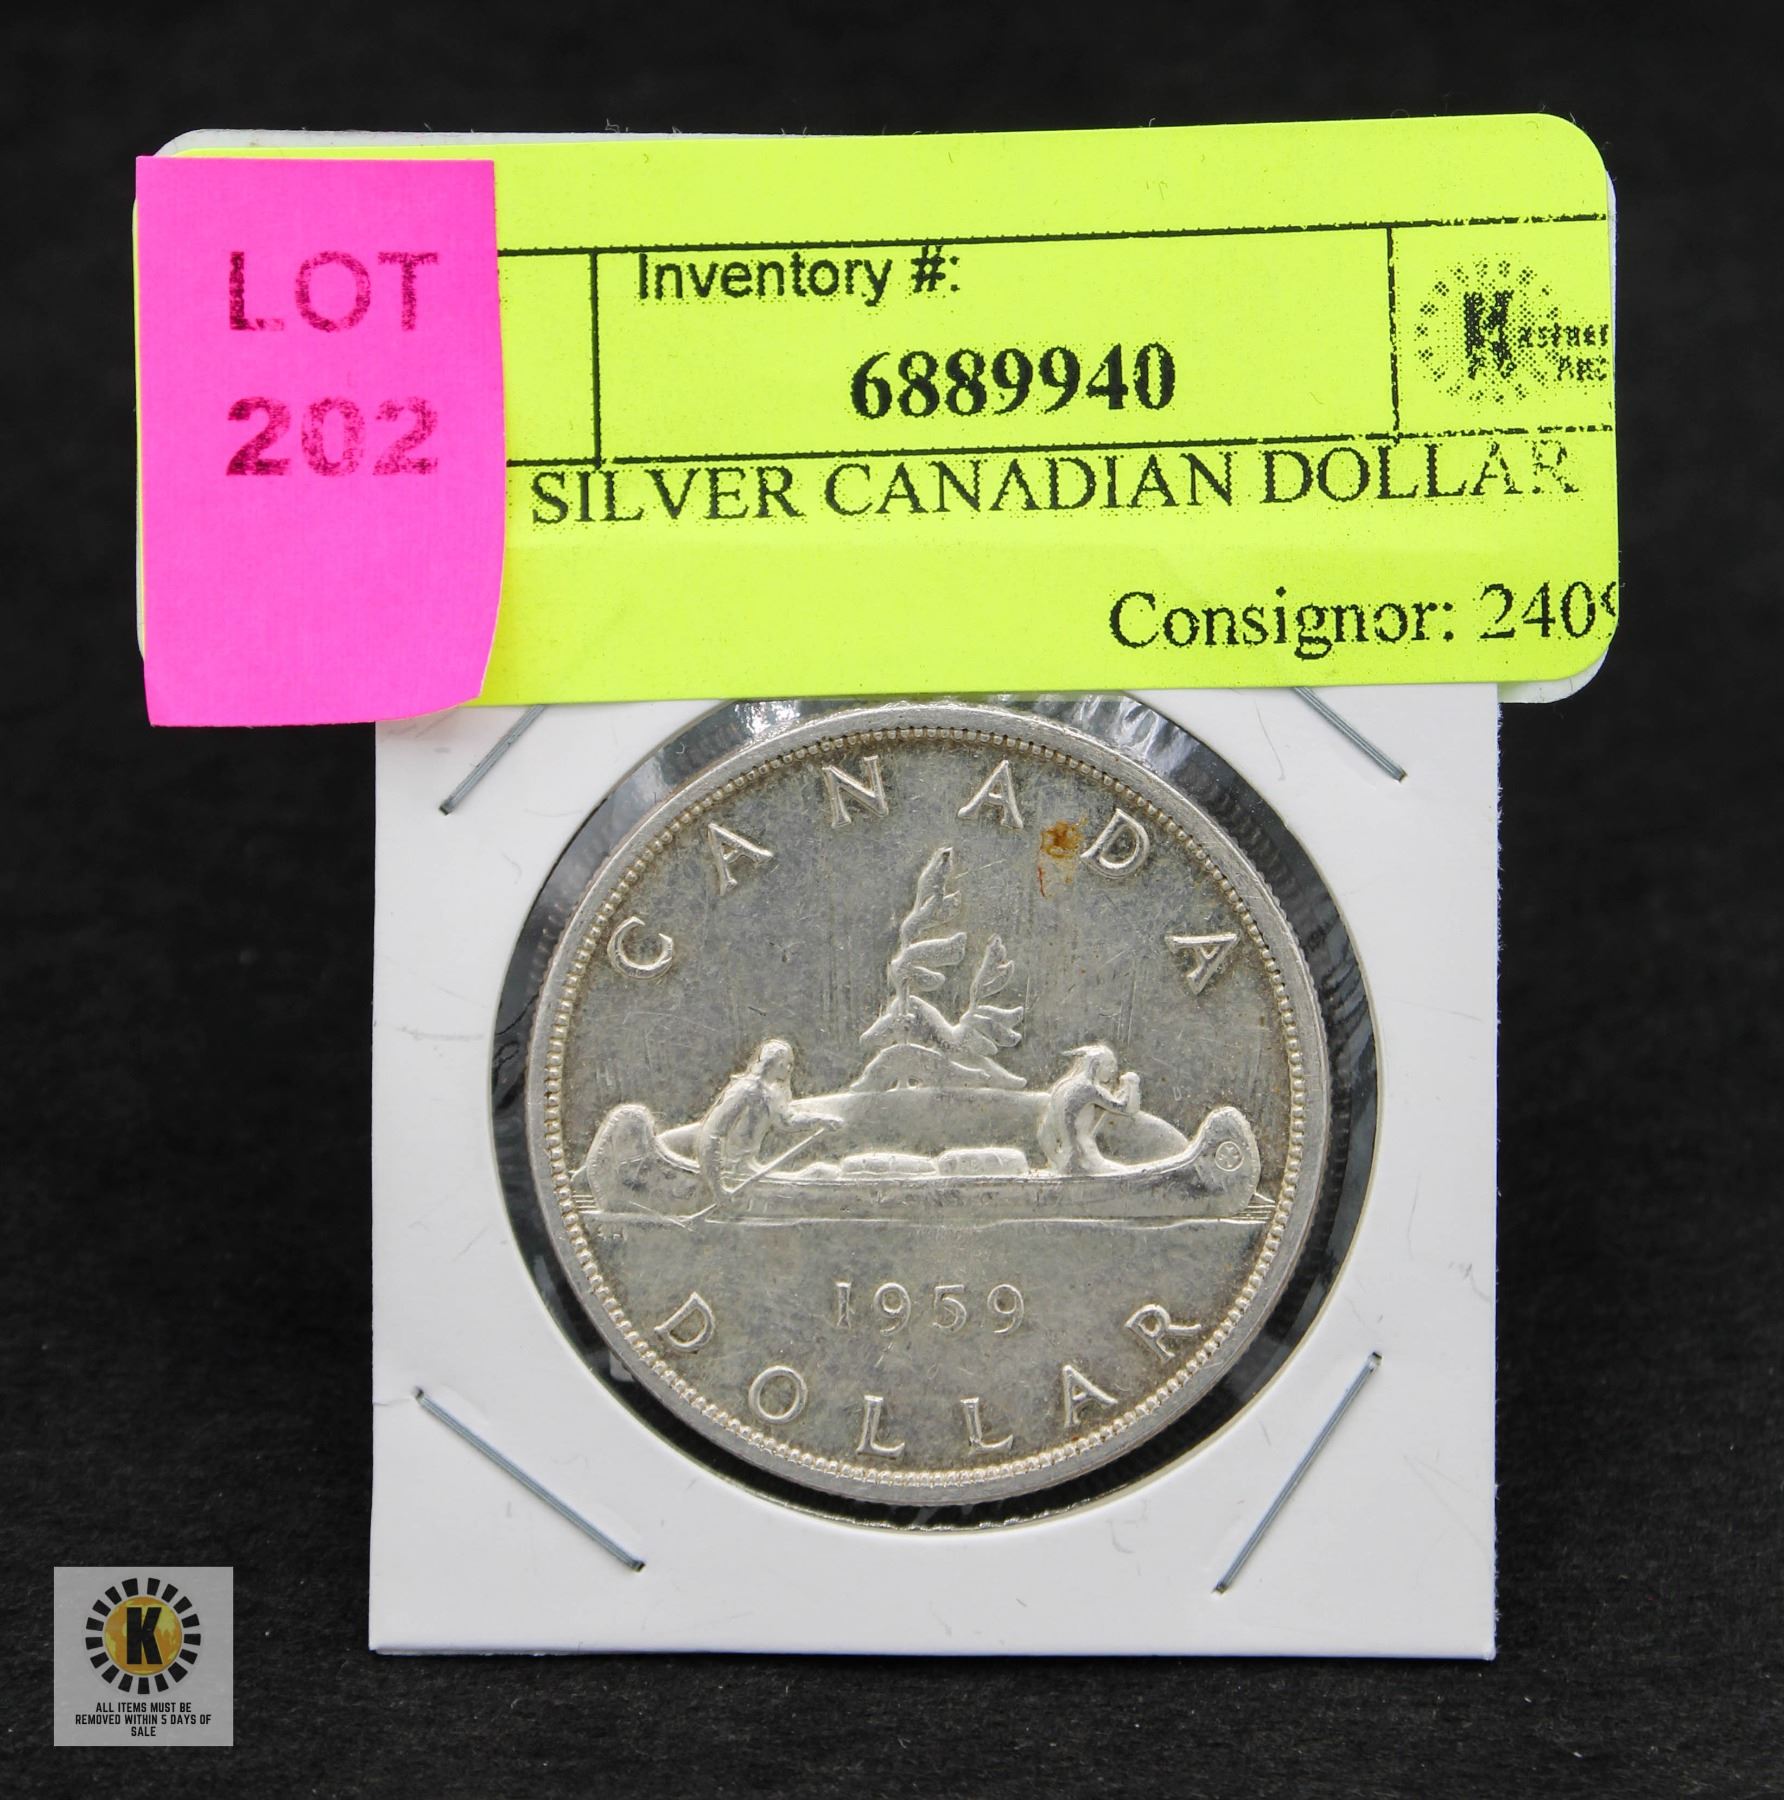 LOT
202
Inventory #:
6889940
SILVER CANADIAN DOLLAR
Consignor: 240
CANADA
1959
DOLLAR
K
ALL ITEMS MUST BE
REMOVED WITHIN 5 DAYS OF
SALE